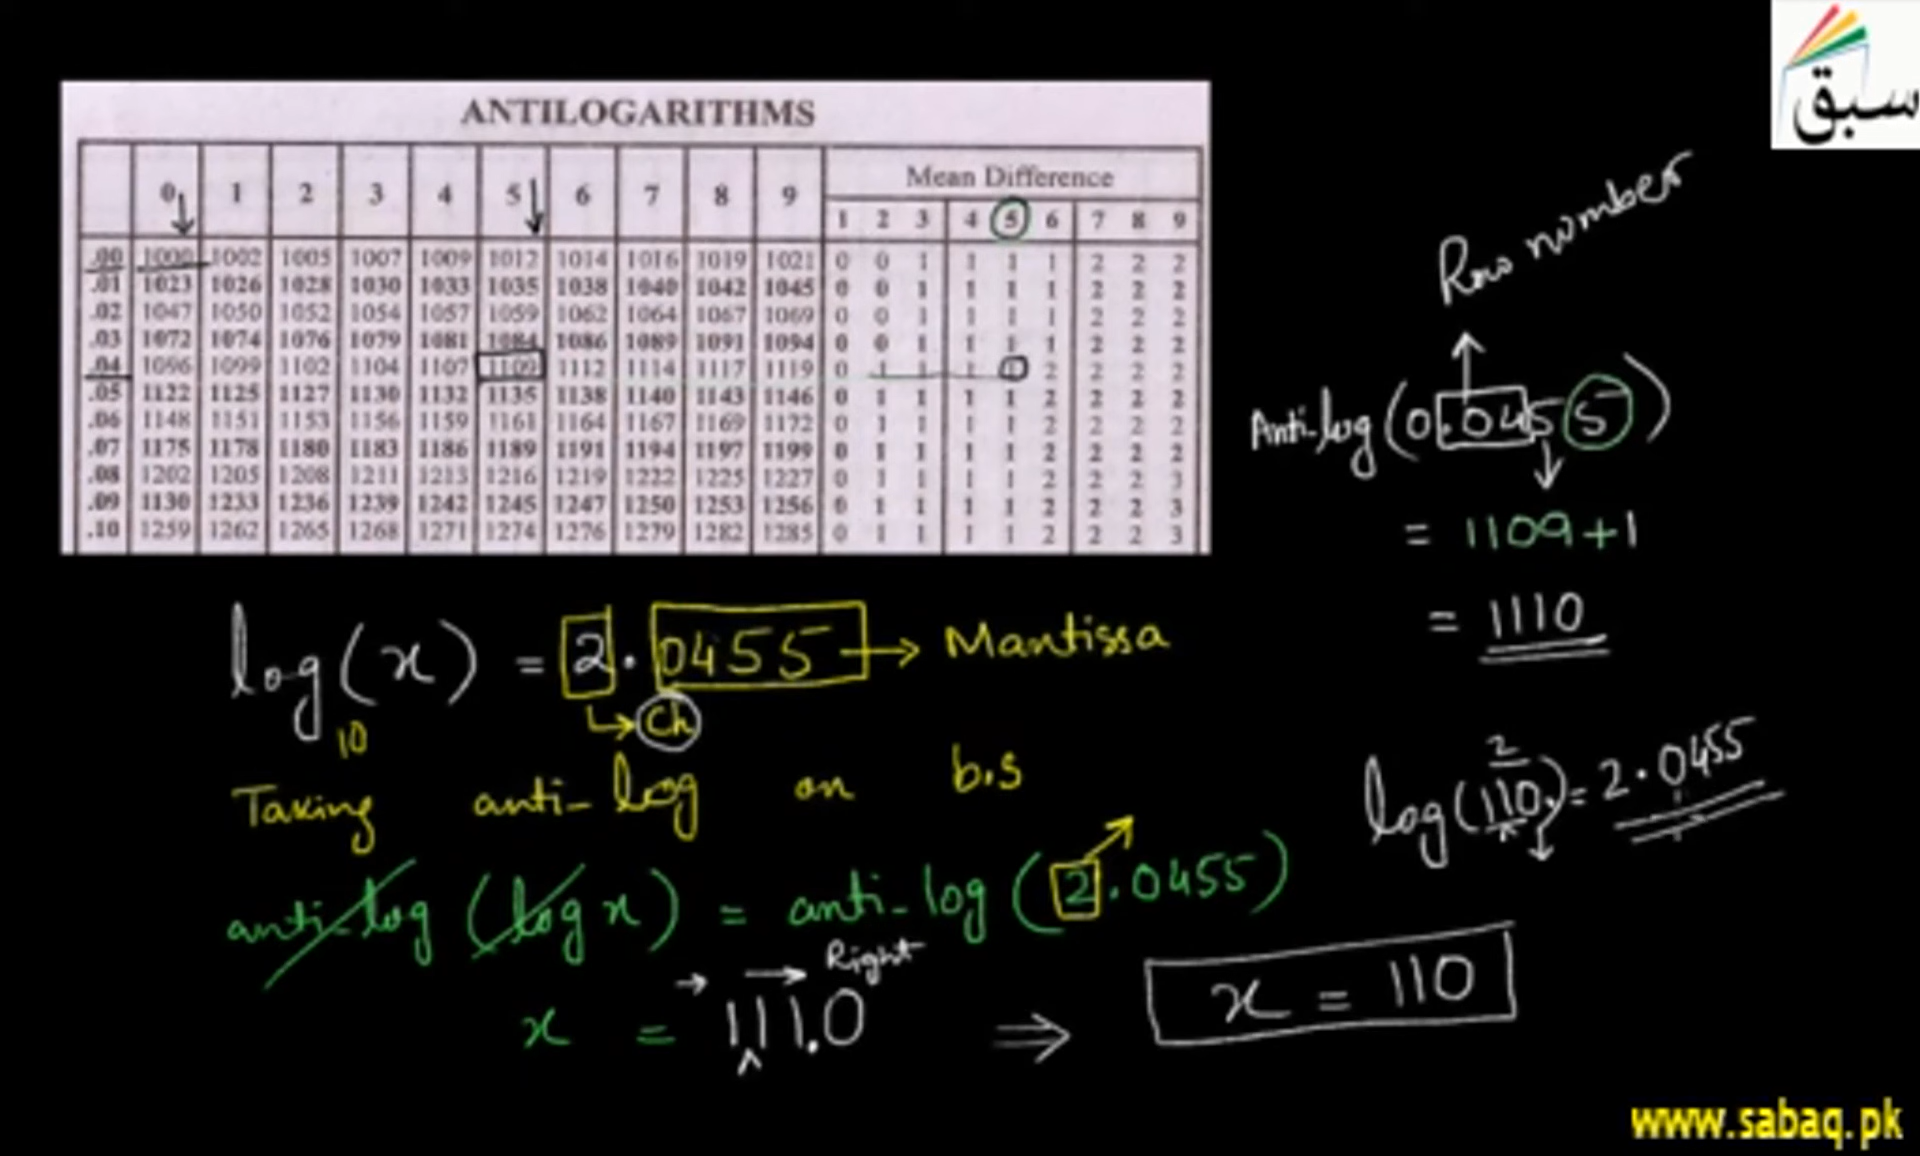 سبق
ANTILOGARITHMS
Mean Difference
0 1 2 3 4 5 6 7 8 9 1 2 3 4 5 6 7 8 9
.00 1000 1002 1005 1007 1009 1012 1014 1016 1019 1021 0 0 1 1 1 1 2 2 2
.01 1023 1026 1028 1030 1033 1035 1038 1040 1042 1045 0 0 1 1 1 1 2 2 2
.02 1047 1050 1052 1054 1057 1059 1062 1064 1067 1069 0 0 1 1 1 1 2 2 2
.03 1072 1074 1076 1079 1081 1084 1086 1089 1091 1094 0 0 1 1 1 1 2 2 2
.04 1096 1099 1102 1104 1107 1109 1112 1114 1117 1119 0 1 1 1 1 2 2 2 2
.05 1122 1125 1127 1130 1132 1135 1138 1140 1143 1146 0 1 1 1 1 2 2 2 2
.06 1148 1151 1153 1156 1159 1161 1164 1167 1169 1172 0 1 1 1 1 2 2 2 2
.07 1175 1178 1180 1183 1186 1189 1191 1194 1197 1199 0 1 1 1 1 2 2 2 2
.08 1202 1205 1208 1211 1213 1216 1219 1222 1225 1227 0 1 1 1 1 2 2 2 3
.09 1130 1233 1236 1239 1242 1245 1247 1250 1253 1256 0 1 1 1 1 2 2 2 3
.10 1259 1262 1265 1268 1271 1274 1276 1279 1282 1285 0 1 1 1 1 2 2 2 3
Row number
Anti-log(0.0455)
= 1109+1
= 1110
log₁₀(x) = 2.0455 → Mantissa
Ch
Taking anti-log on b.s
2
log(110.) = 2.0455
anti-log (log x) = anti-log (2.0455)
Right
x = 111.0 ⇒ x = 110
www.sabaq.pk